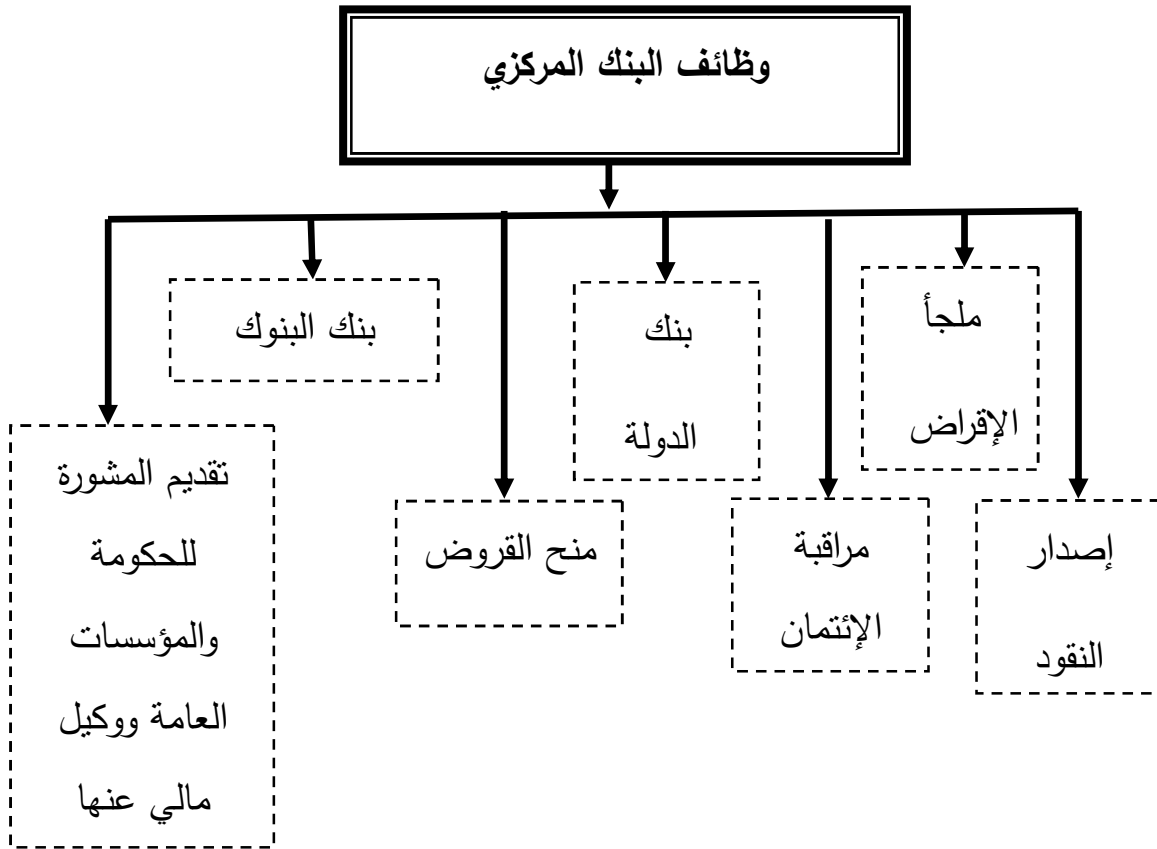 وظائف البنك المركزي
ملجأ
الإقراض
بنك
الدولة
بنك البنوك
إصدار
النقود
مراقبة
الإئتمان
منح القروض
تقديم المشورة
للحكومة
والمؤسسات
العامة ووكيل
مالي عنها